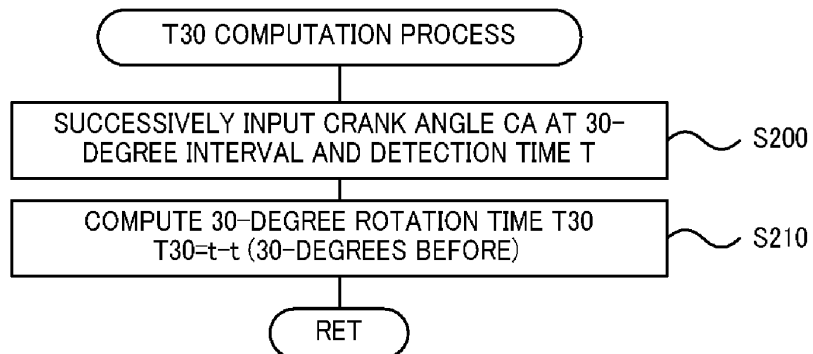 T30 COMPUTATION PROCESS
SUCCESSIVELY INPUT CRANK ANGLE CA AT 30-
DEGREE INTERVAL AND DETECTION TIME T
S200
COMPUTE 30-DEGREE ROTATION TIME T30
T30=t-t (30-DEGREES BEFORE)
S210
RET